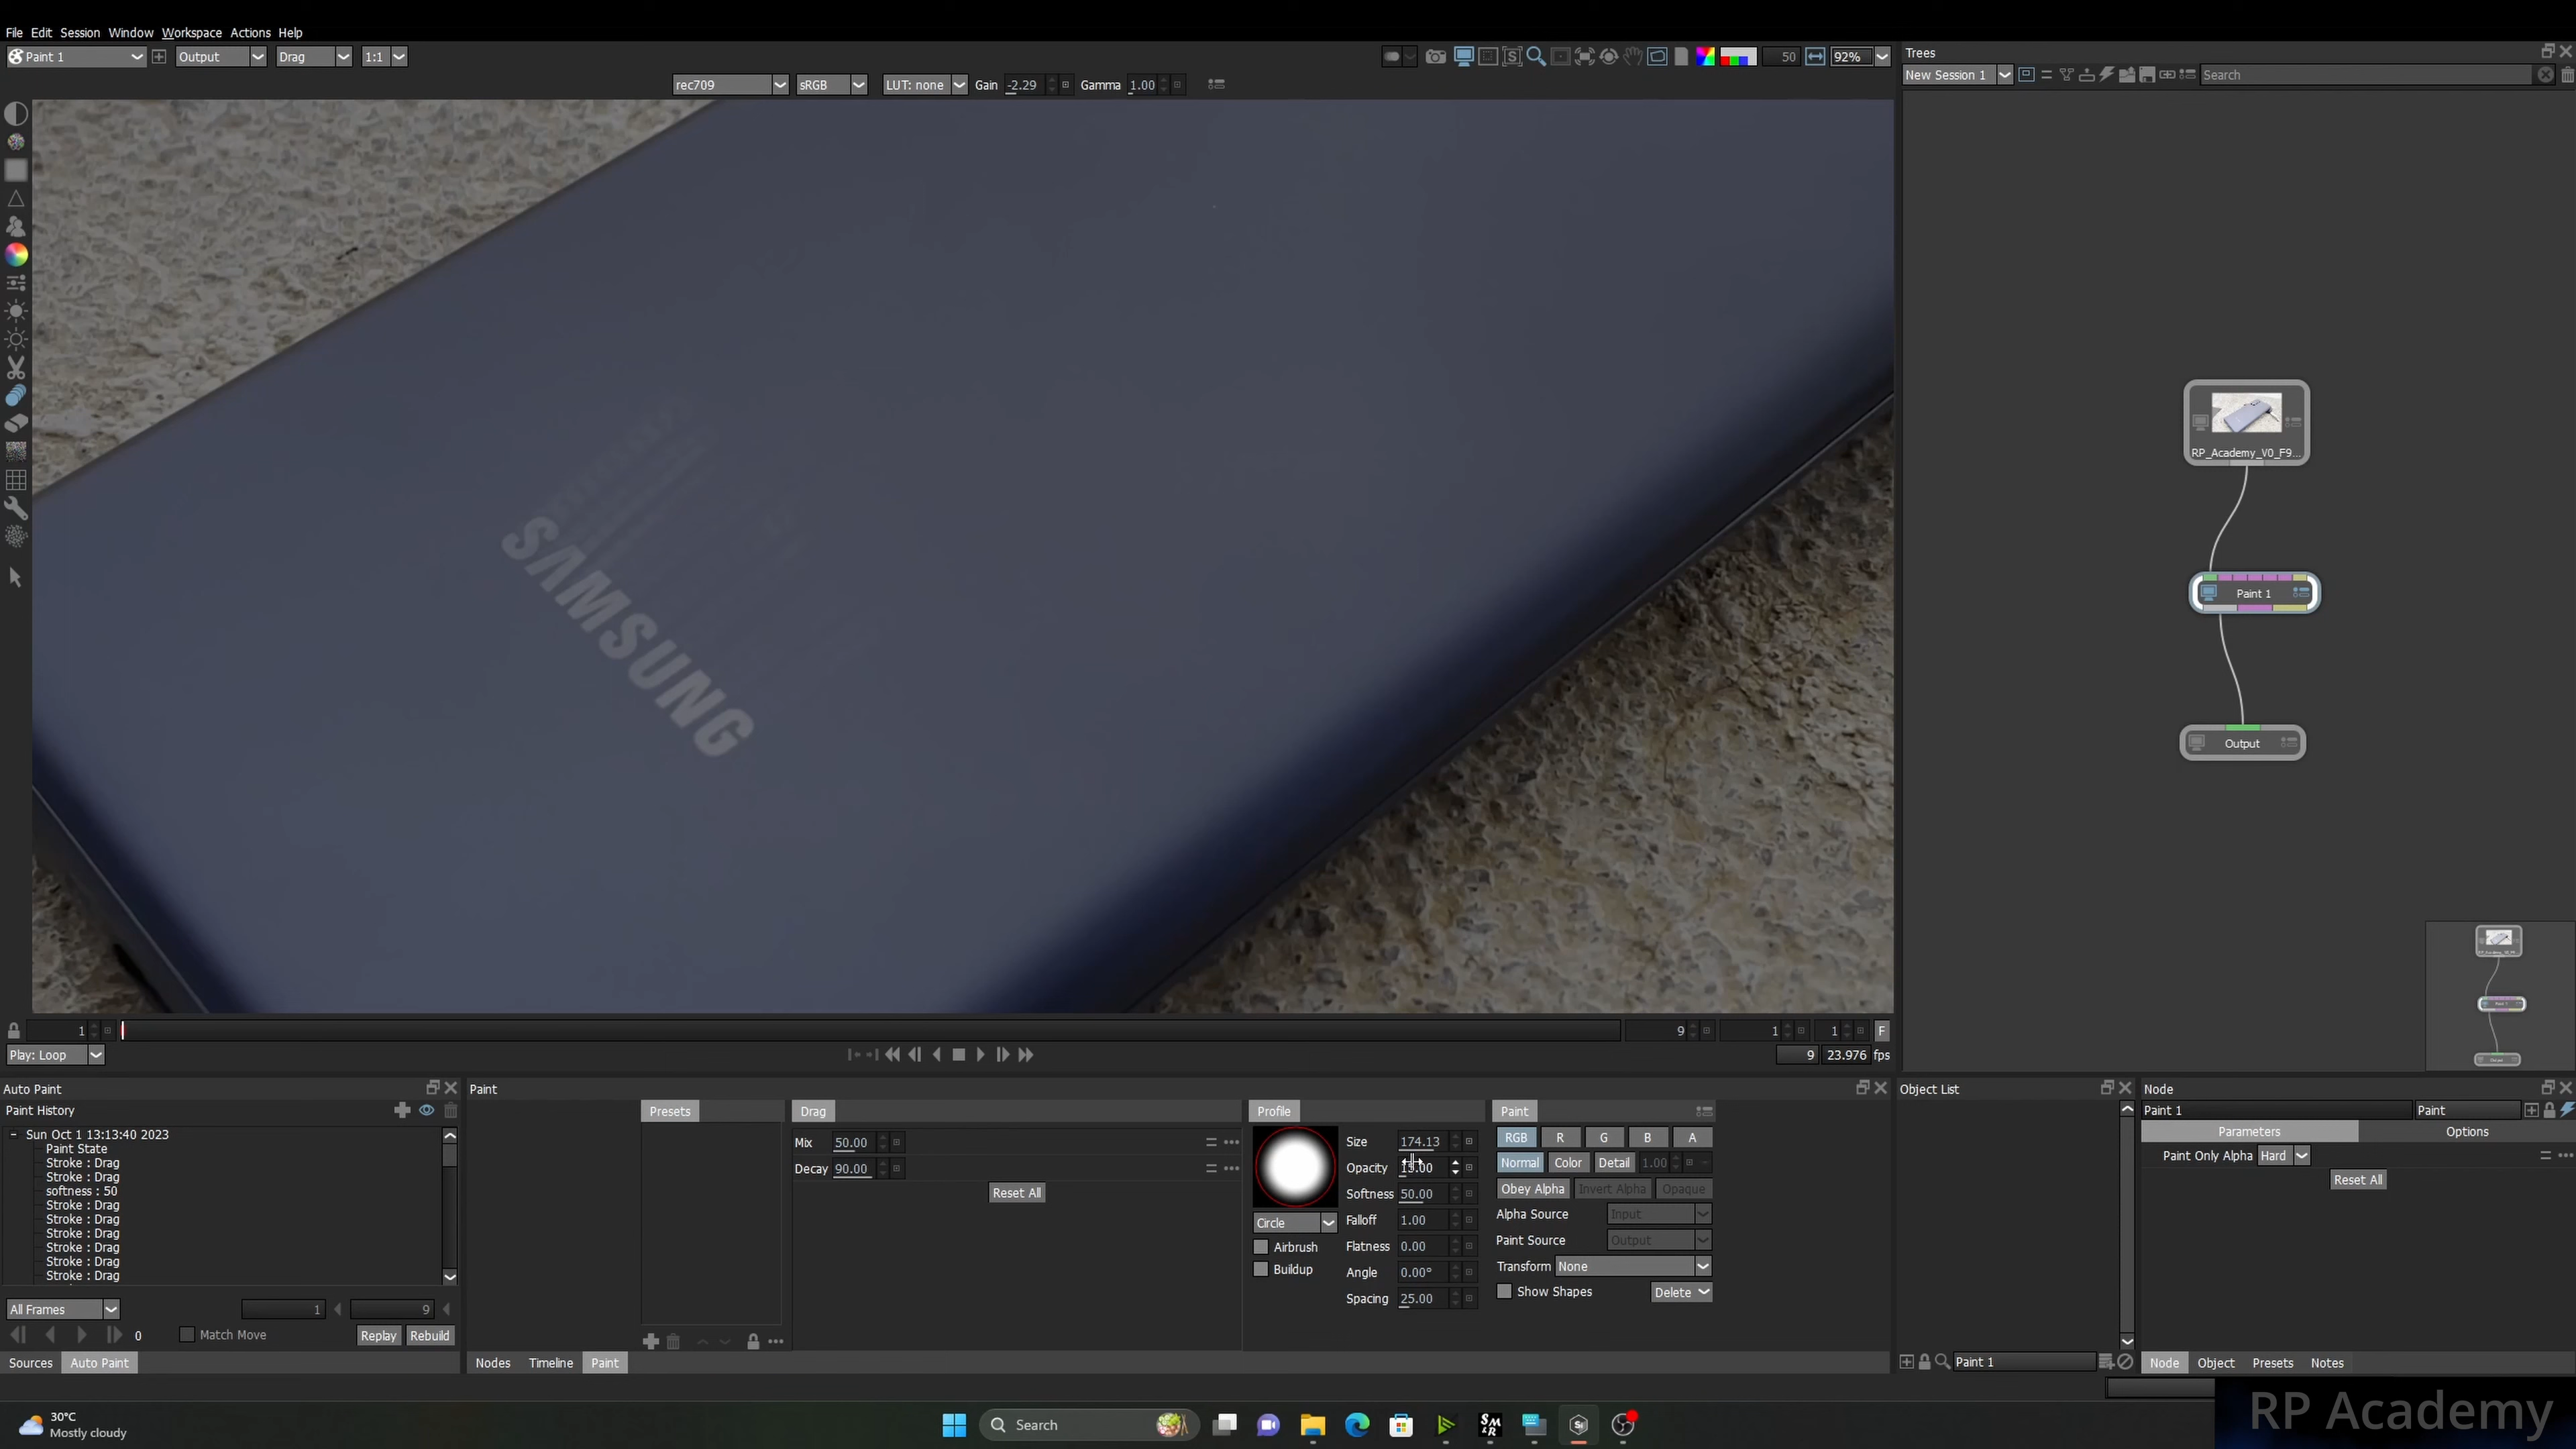 File Edit Session Window Workspace Actions Help
Paint 1 Output Drag 1:1 50 92%
rec709 sRGB LUT: none Gain -2.29 Gamma 1.00
Trees
New Session 1 Search
SAMSUNG
RP_Academy_V0_F9...
Paint 1
Output
1 9 1 1 F
Play: Loop 9 23.976 fps
Auto Paint
Paint History
Sun Oct 1 13:13:40 2023
Paint State
Stroke : Drag
Stroke : Drag
softness : 50
Stroke : Drag
Stroke : Drag
Stroke : Drag
Stroke : Drag
Stroke : Drag
Stroke : Drag
All Frames 1 9
0 Match Move Replay Rebuild
Sources Auto Paint
Paint
Presets
Drag
Mix 50.00
Decay 90.00
Reset All
Nodes Timeline Paint
Profile
Circle
Airbrush
Buildup
Size 174.13
Opacity
Softness 50.00
Falloff 1.00
Flatness 0.00
Angle 0.00°
Spacing 25.00
Paint
RGB R G B A
Normal Color Detail 1.00
Obey Alpha Invert Alpha Opaque
Alpha Source Input
Paint Source Output
Transform None
Show Shapes Delete
Object List
Paint 1
Node
Paint 1 Paint
Parameters Options
Paint Only Alpha Hard
Reset All
Node Object Presets Notes
30°C
Mostly cloudy
Search
RP Academy